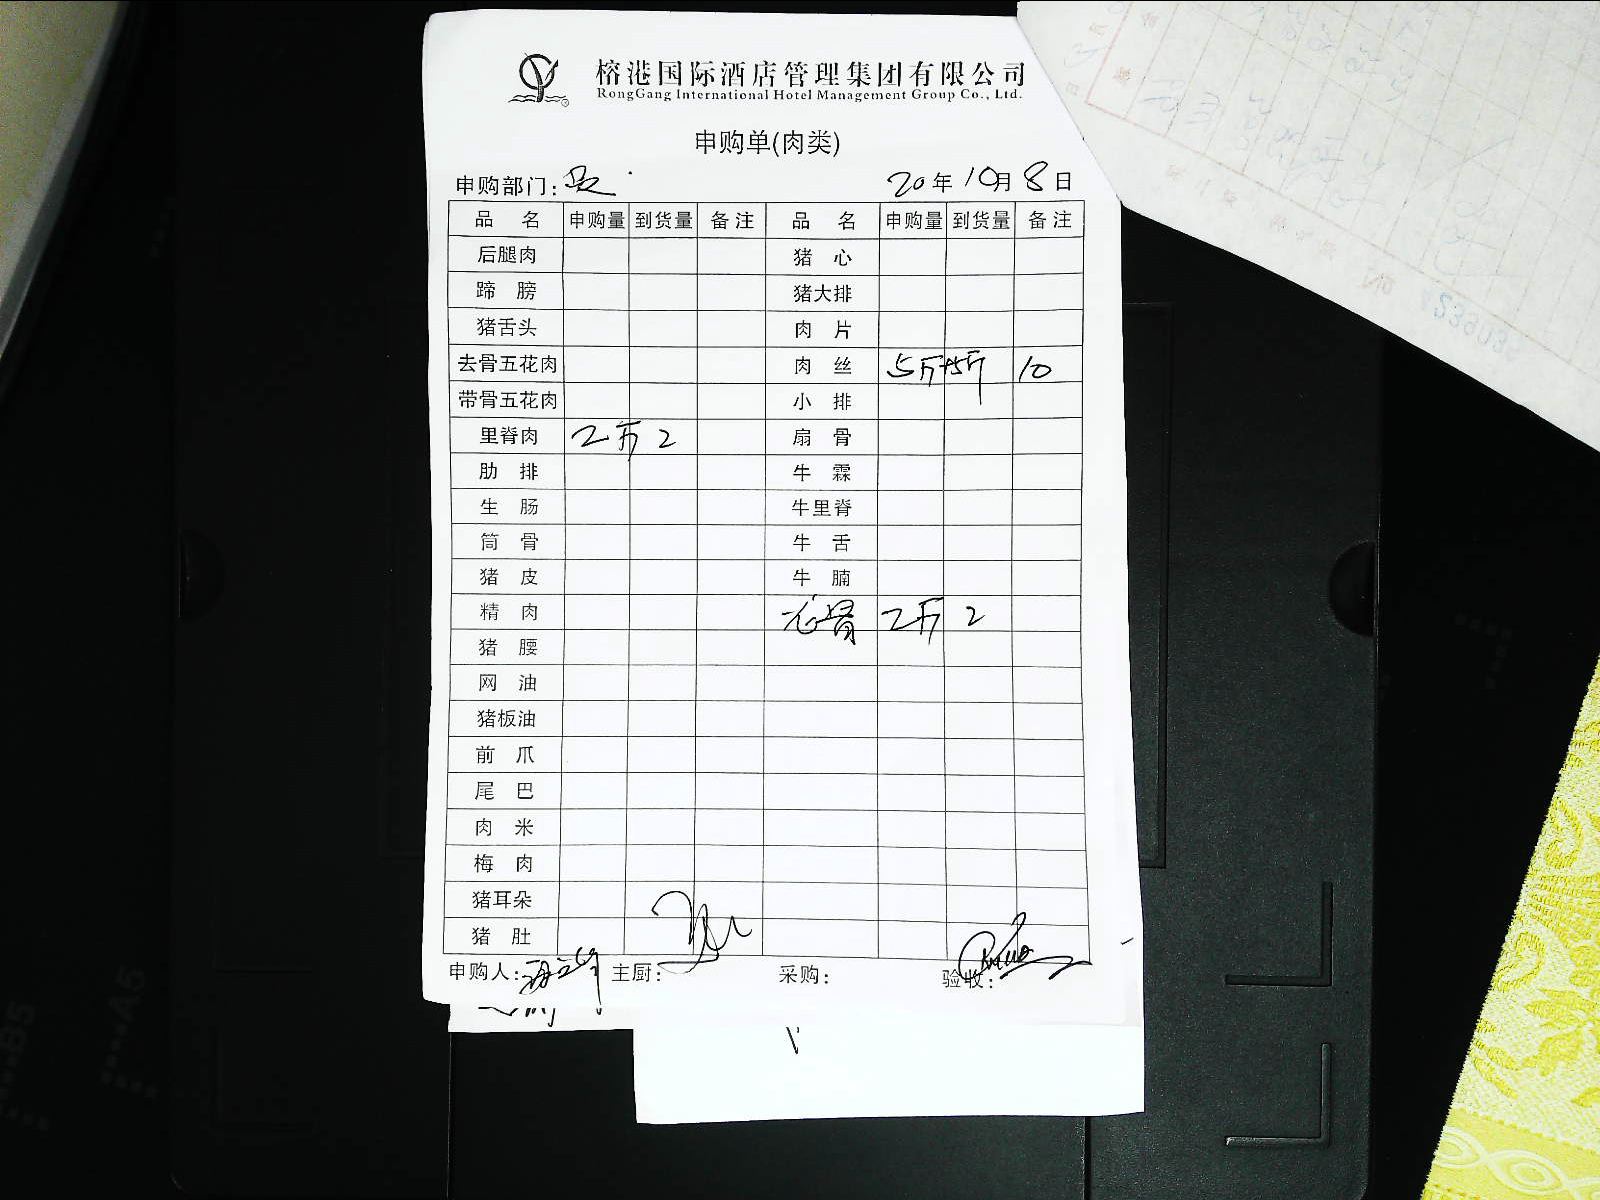 榕港国际酒店管理集团有限公司
RongGang International Hotel Management Group Co., Ltd.
申购单(肉类)
申购部门: 20年10月8日
品 名 申购量 到货量 备注 品 名 申购量 到货量 备注
后腿肉 猪 心
蹄 膀 猪大排
猪舌头 肉 片
去骨五花肉 肉 丝 5斤+5斤 10
带骨五花肉 小 排
里脊肉 2斤 2 扇 骨
肋 排 牛 霖
生 肠 牛里脊
筒 骨 牛 舌
猪 皮 牛 腩
精 肉 龙骨 2斤 2
猪 腰
网 油
猪板油
前 爪
尾 巴
肉 米
梅 肉
猪耳朵
猪 肚
申购人: 主厨: 采购: 验收: